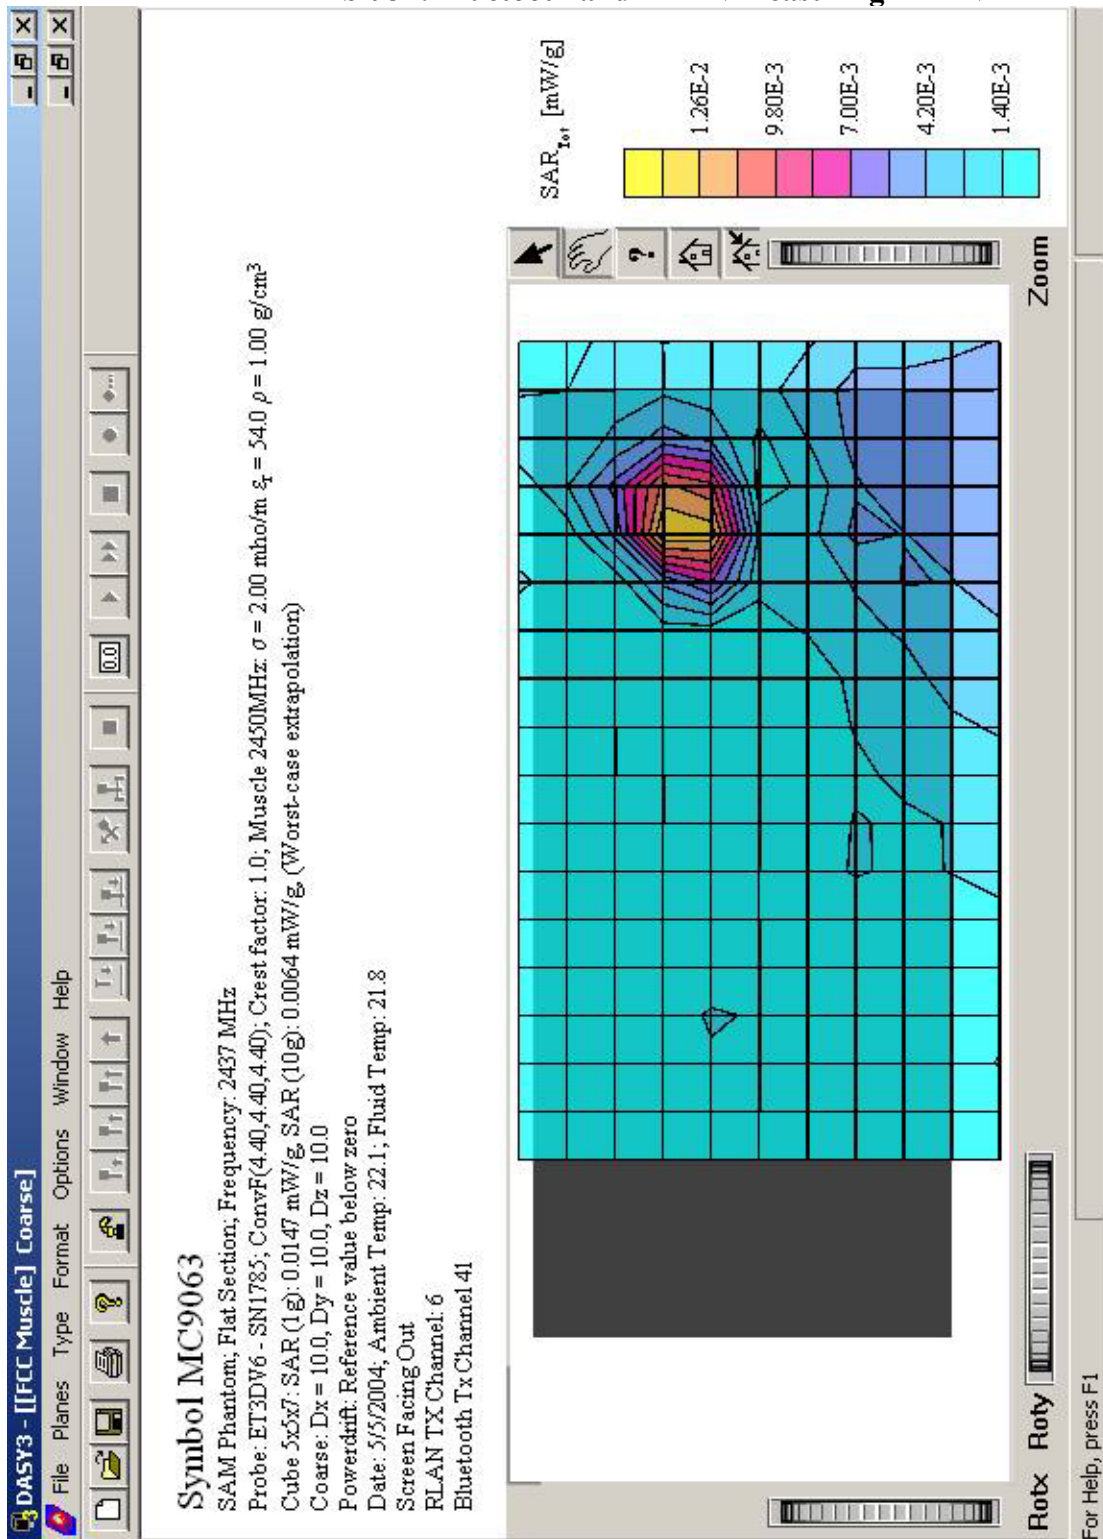 DASY3 - [[FCC Muscle] Coarse]
File Planes Type Format Options Window Help
Symbol MC9063
SAM Phantom; Flat Section; Frequency: 2437 MHz
Probe: ET3DV6 - SN1785; ConvF(4.40,4.40,4.40); Crest factor: 1.0; Muscle 2450MHz: σ = 2.00 mho/m εr = 54.0 ρ = 1.00 g/cm³
Cube 5x5x7: SAR (1g): 0.0147 mW/g, SAR (10g): 0.0064 mW/g, (Worst-case extrapolation)
Coarse: Dx = 10.0, Dy = 10.0, Dz = 10.0
Powerdrift: Reference value below zero
Date: 5/5/2004; Ambient Temp: 22.1; Fluid Temp: 21.8
Screen Facing Out
RLAN TX Channel: 6
Bluetooth Tx Channel 41
SAR Tot [mW/g]
1.26E-2
9.80E-3
7.00E-3
4.20E-3
1.40E-3
Rotx Roty Zoom
For Help, press F1